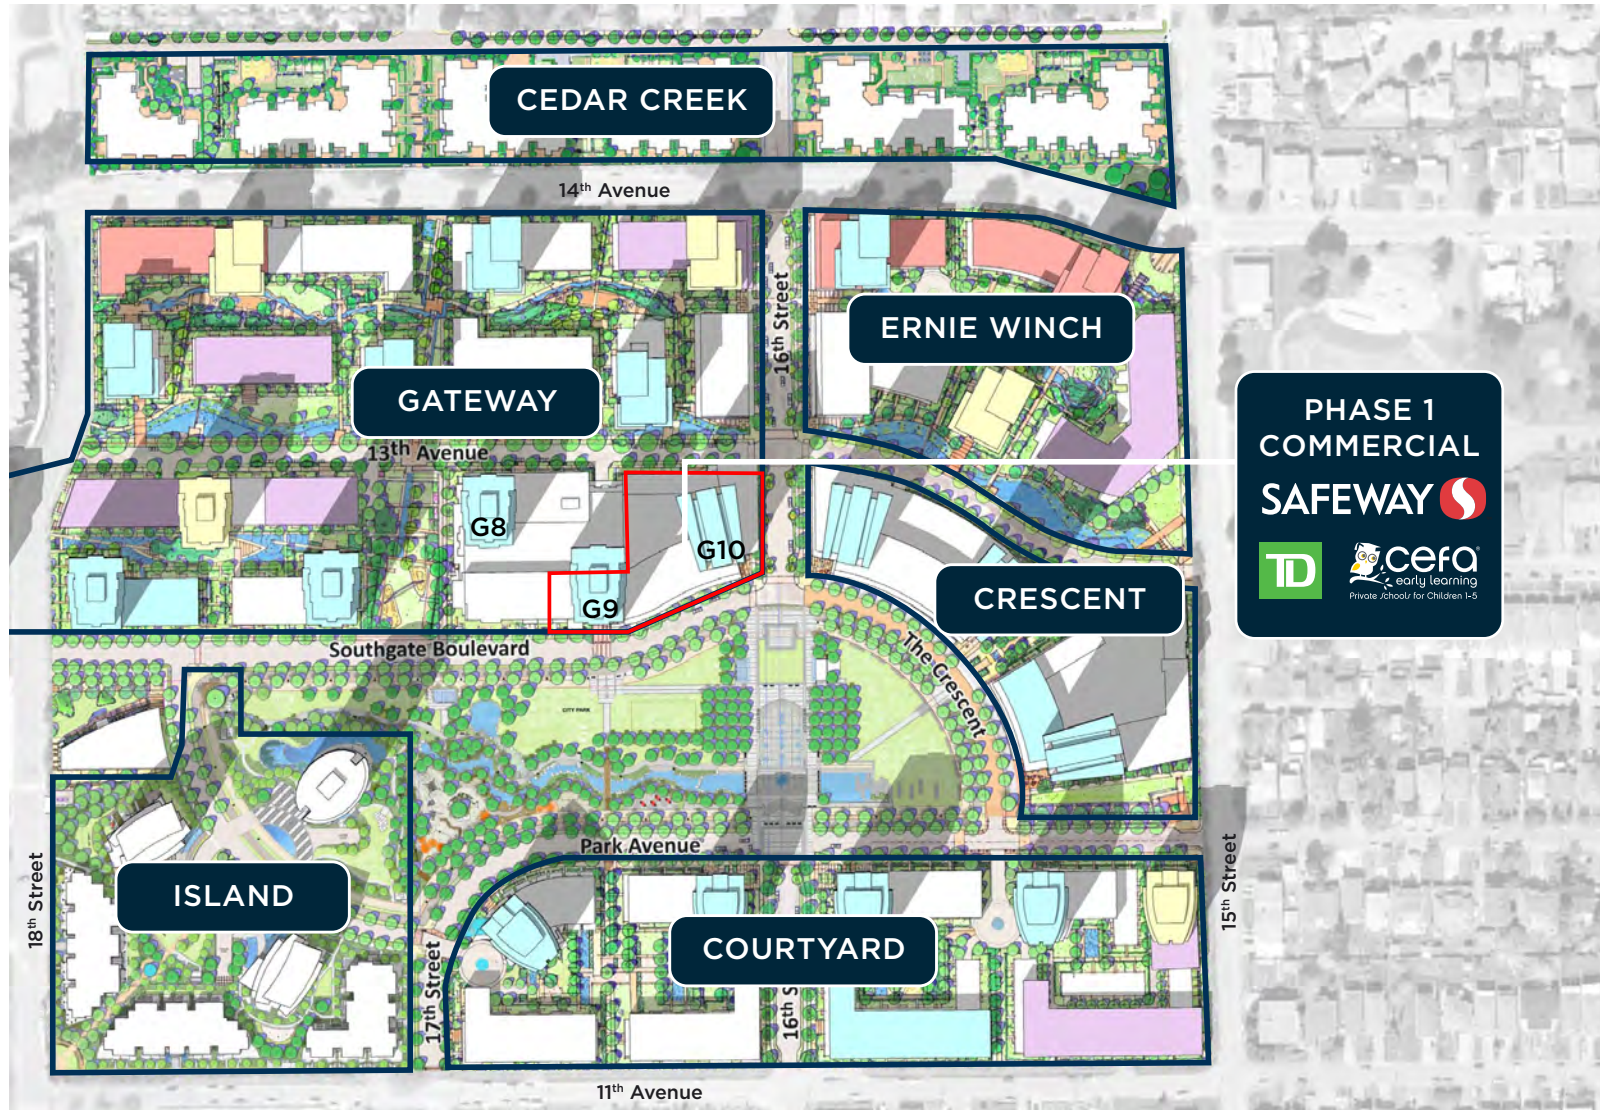 CEDAR CREEK
14th Avenue
16th Street
ERNIE WINCH
GATEWAY
13th Avenue
PHASE 1
COMMERCIAL
SAFEWAY
TD
cefa
early learning
Private Schools for Children 1-5
G8
G10
G9
CRESCENT
Southgate Boulevard
The Crescent
CITY PARK
Park Avenue
18th Street
ISLAND
15th Street
COURTYARD
17th Street
16th S
11th Avenue